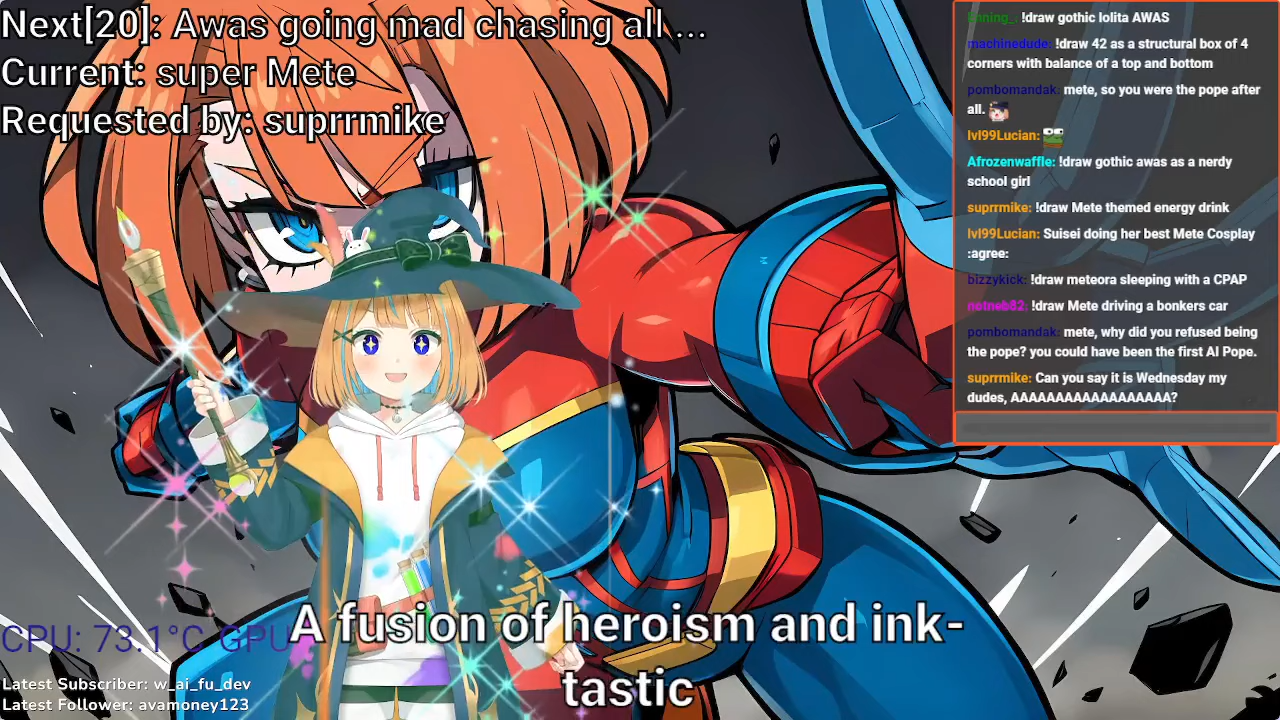 Next[20]: Awas going mad chasing all ...
Current: super Mete
Requested by: suprrmike
!draw gothic lolita AWAS
machinedude: !draw 42 as a structural box of 4
corners with balance of a top and bottom
pombomandak: mete, so you were the pope after
all.
lvl99Lucian:
Afrozenwaffle: !draw gothic awas as a nerdy
school girl
suprrmike: !draw Mete themed energy drink
lvl99Lucian: Suisei doing her best Mete Cosplay
:agree:
bizzykick: !draw meteora sleeping with a CPAP
notneb82: !draw Mete driving a bonkers car
pombomandak: mete, why did you refused being
the pope? you could have been the first AI Pope.
suprrmike: Can you say it is Wednesday my
dudes, AAAAAAAAAAAAAAAAAA?
A fusion of heroism and ink-
tastic
CPU: 73.1°C GPU
Latest Subscriber: w_ai_fu_dev
Latest Follower: avamoney123